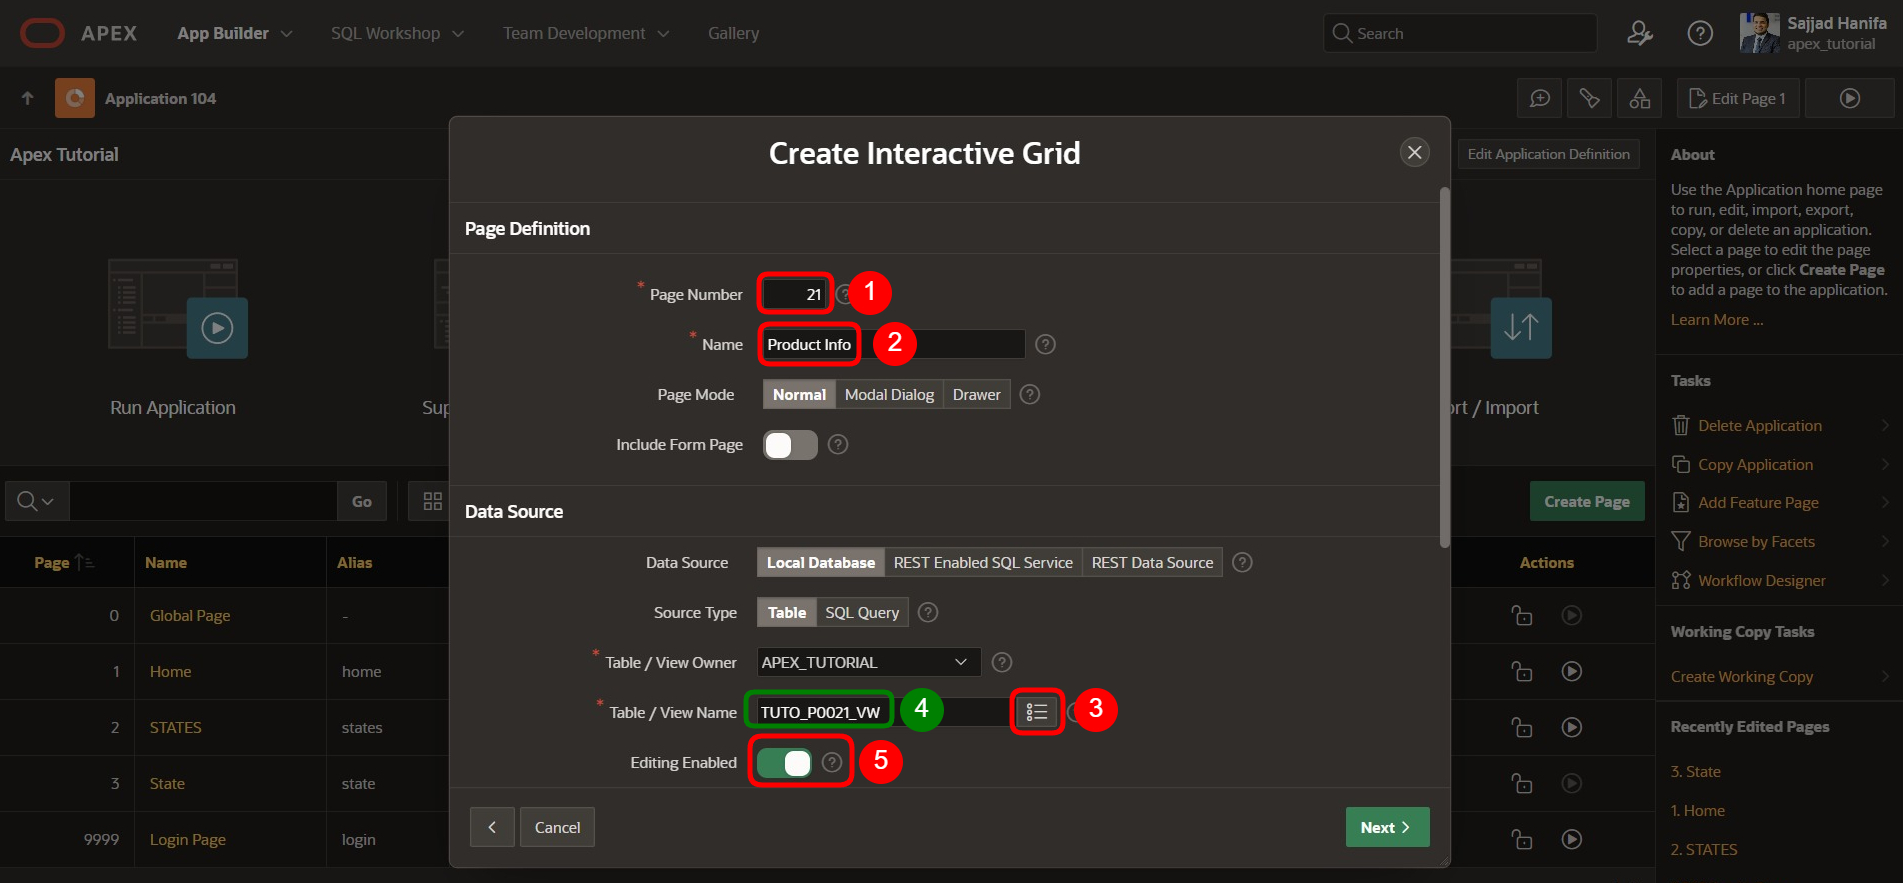 APEX
App Builder
SQL Workshop
Team Development
Gallery
Search
Sajjad Hanifa
apex_tutorial
Application 104
Edit Page 1
Apex Tutorial
Edit Application Definition
Run Application
Sup
ort / Import
Go
Create Page
Page
Name
Alias
Actions
0
Global Page
-
1
Home
home
2
STATES
states
3
State
state
9999
Login Page
login
Create Interactive Grid
Page Definition
* Page Number
21
1
* Name
Product Info
2
Page Mode
Normal
Modal Dialog
Drawer
Include Form Page
Data Source
Data Source
Local Database
REST Enabled SQL Service
REST Data Source
Source Type
Table
SQL Query
* Table / View Owner
APEX_TUTORIAL
* Table / View Name
TUTO_P0021_VW
4
3
Editing Enabled
5
Cancel
Next
About
Use the Application home page
to run, edit, import, export,
copy, or delete an application.
Select a page to edit the page
properties, or click Create Page
to add a page to the application.
Learn More ...
Tasks
Delete Application
Copy Application
Add Feature Page
Browse by Facets
Workflow Designer
Working Copy Tasks
Create Working Copy
Recently Edited Pages
3. State
1. Home
2. STATES